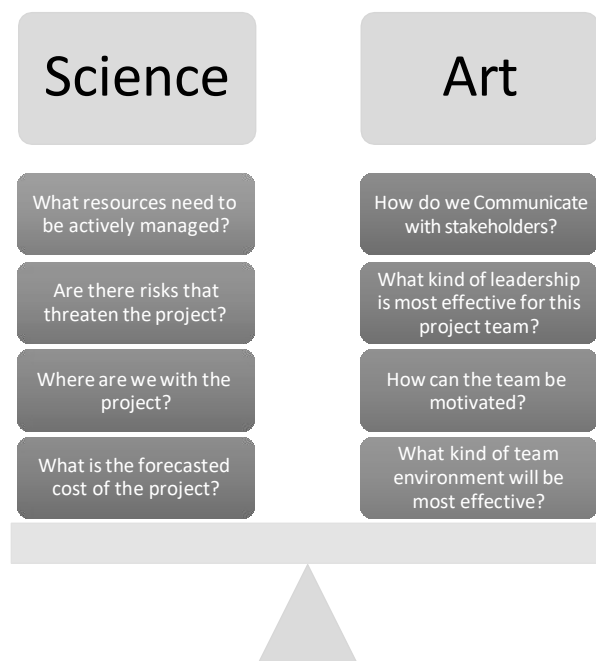 Science
What resources need to
be actively managed?
Are there risks that
threaten the project?
Where are we with the
project?
What is the forecasted
cost of the project?
Art
How do we Communicate
with stakeholders?
What kind of leadership
is most effective for this
project team?
How can the team be
motivated?
What kind of team
environment will be
most effective?